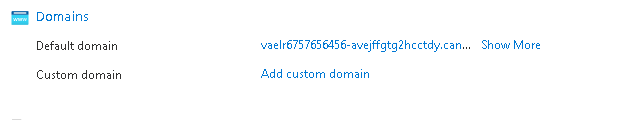 Domains
Default domain vaelr6757656456-avejffgtg2hcctdy.can... Show More
Custom domain Add custom domain